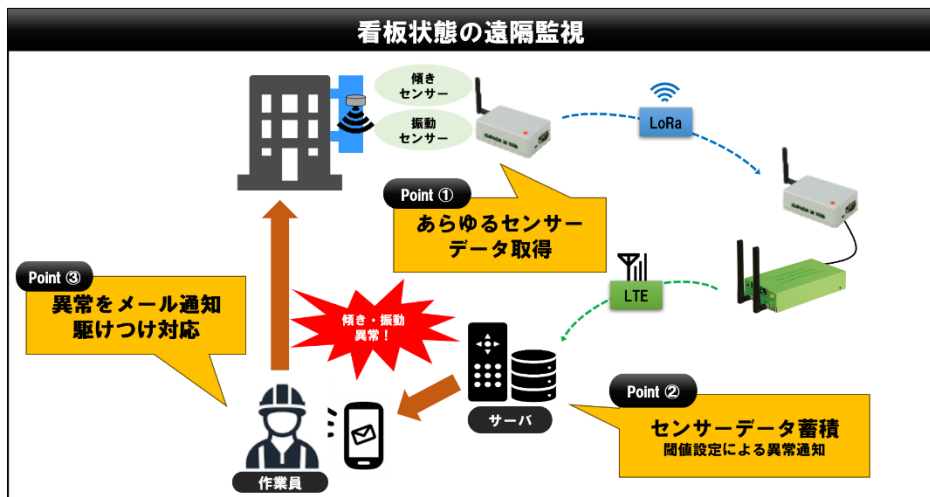 看板状態の遠隔監視
傾き
センサー
振動
センサー
LoRa
Point ①
あらゆるセンサー
データ取得
LTE
Point ③
異常をメール通知
駆けつけ対応
傾き・振動
異常！
サーバ
Point ②
センサーデータ蓄積
閾値設定による異常通知
作業員